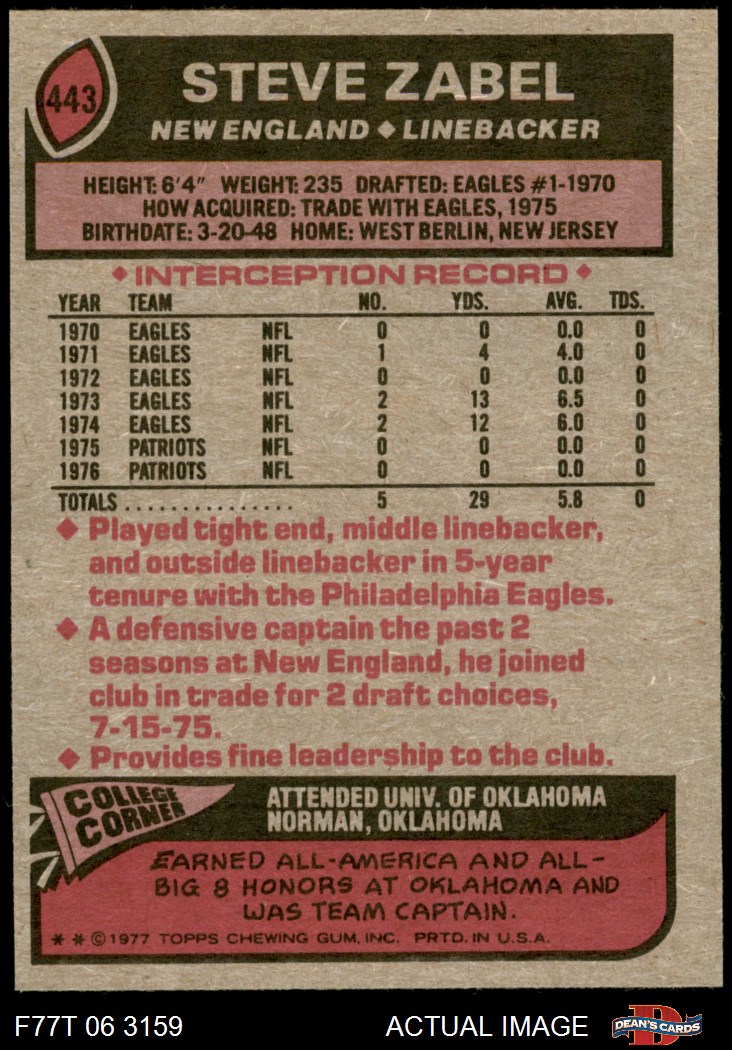 443
STEVE ZABEL
NEW ENGLAND ◆ LINEBACKER
HEIGHT: 6'4" WEIGHT: 235 DRAFTED: EAGLES #1-1970
HOW ACQUIRED: TRADE WITH EAGLES, 1975
BIRTHDATE: 3-20-48 HOME: WEST BERLIN, NEW JERSEY
◆ INTERCEPTION RECORD ◆
YEAR TEAM NO. YDS. AVG. TDS.
1970 EAGLES NFL 0 0 0.0 0
1971 EAGLES NFL 1 4 4.0 0
1972 EAGLES NFL 0 0 0.0 0
1973 EAGLES NFL 2 13 6.5 0
1974 EAGLES NFL 2 12 6.0 0
1975 PATRIOTS NFL 0 0 0.0 0
1976 PATRIOTS NFL 0 0 0.0 0
TOTALS . . . . . . . . . . . . . . . 5 29 5.8 0
◆ Played tight end, middle linebacker,
and outside linebacker in 5-year
tenure with the Philadelphia Eagles.
◆ A defensive captain the past 2
seasons at New England, he joined
club in trade for 2 draft choices,
7-15-75.
◆ Provides fine leadership to the club.
COLLEGE
CORNER
ATTENDED UNIV. OF OKLAHOMA
NORMAN, OKLAHOMA
EARNED ALL-AMERICA AND ALL-
BIG 8 HONORS AT OKLAHOMA AND
WAS TEAM CAPTAIN.
* * © 1977 TOPPS CHEWING GUM, INC. PRTD. IN U.S.A.
F77T 06 3159 ACTUAL IMAGE
D
DEAN'S CARDS